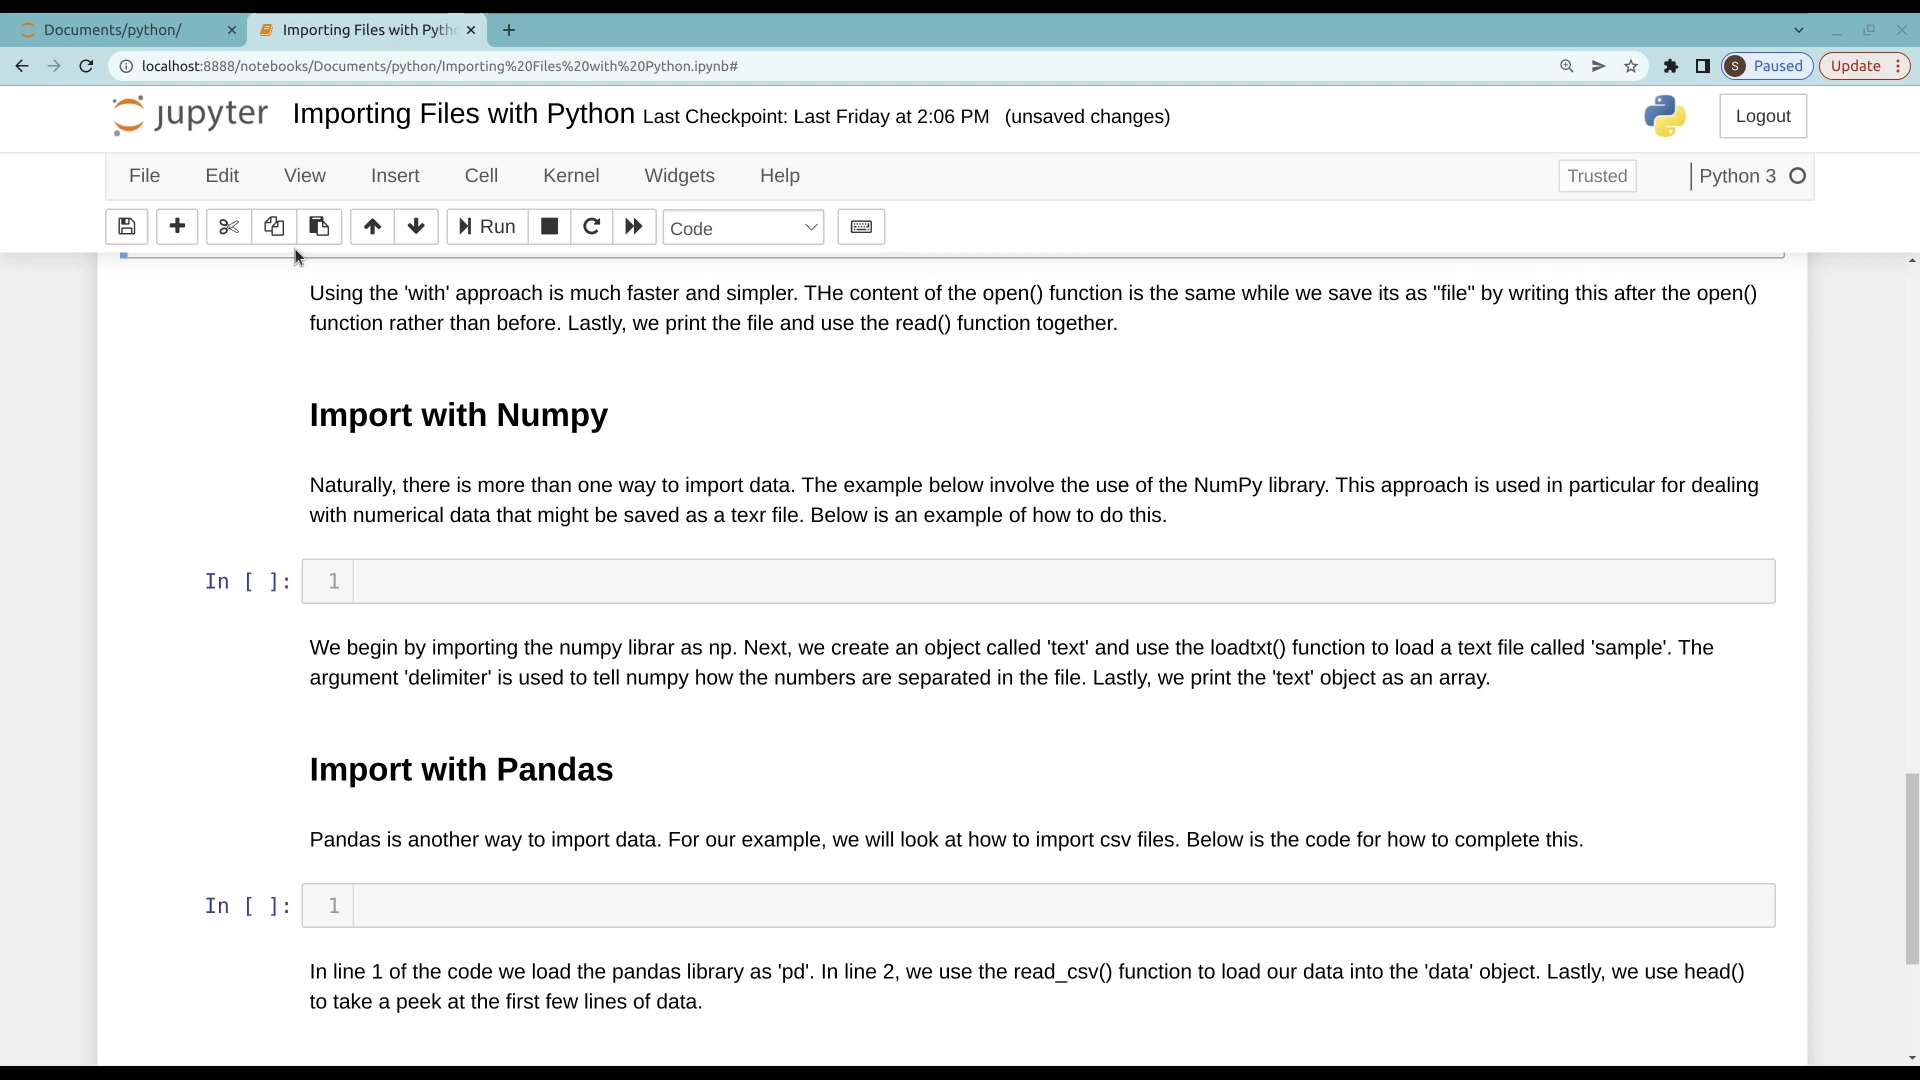 Documents/python/
Importing Files with Pyth
localhost:8888/notebooks/Documents/python/Importing%20Files%20with%20Python.ipynb#
S Paused
Update
jupyter Importing Files with Python Last Checkpoint: Last Friday at 2:06 PM (unsaved changes)
Logout
File Edit View Insert Cell Kernel Widgets Help
Trusted
Python 3
Run
Code
Using the 'with' approach is much faster and simpler. THe content of the open() function is the same while we save its as "file" by writing this after the open()
function rather than before. Lastly, we print the file and use the read() function together.
Import with Numpy
Naturally, there is more than one way to import data. The example below involve the use of the NumPy library. This approach is used in particular for dealing
with numerical data that might be saved as a texr file. Below is an example of how to do this.
In [ ]: 1
We begin by importing the numpy librar as np. Next, we create an object called 'text' and use the loadtxt() function to load a text file called 'sample'. The
argument 'delimiter' is used to tell numpy how the numbers are separated in the file. Lastly, we print the 'text' object as an array.
Import with Pandas
Pandas is another way to import data. For our example, we will look at how to import csv files. Below is the code for how to complete this.
In [ ]: 1
In line 1 of the code we load the pandas library as 'pd'. In line 2, we use the read_csv() function to load our data into the 'data' object. Lastly, we use head()
to take a peek at the first few lines of data.